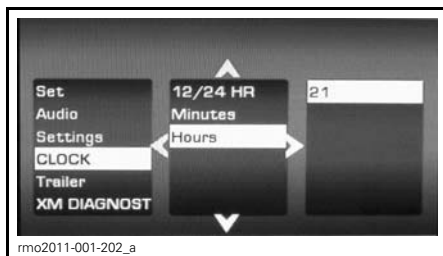 Set
Audio
Settings
CLOCK
Trailer
XM DIAGNOST
12/24 HR
Minutes
Hours
21
rmo2011-001-202_a